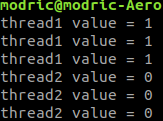 modric@modric-Aero
thread1 value = 1
thread1 value = 1
thread1 value = 1
thread2 value = 0
thread2 value = 0
thread2 value = 0